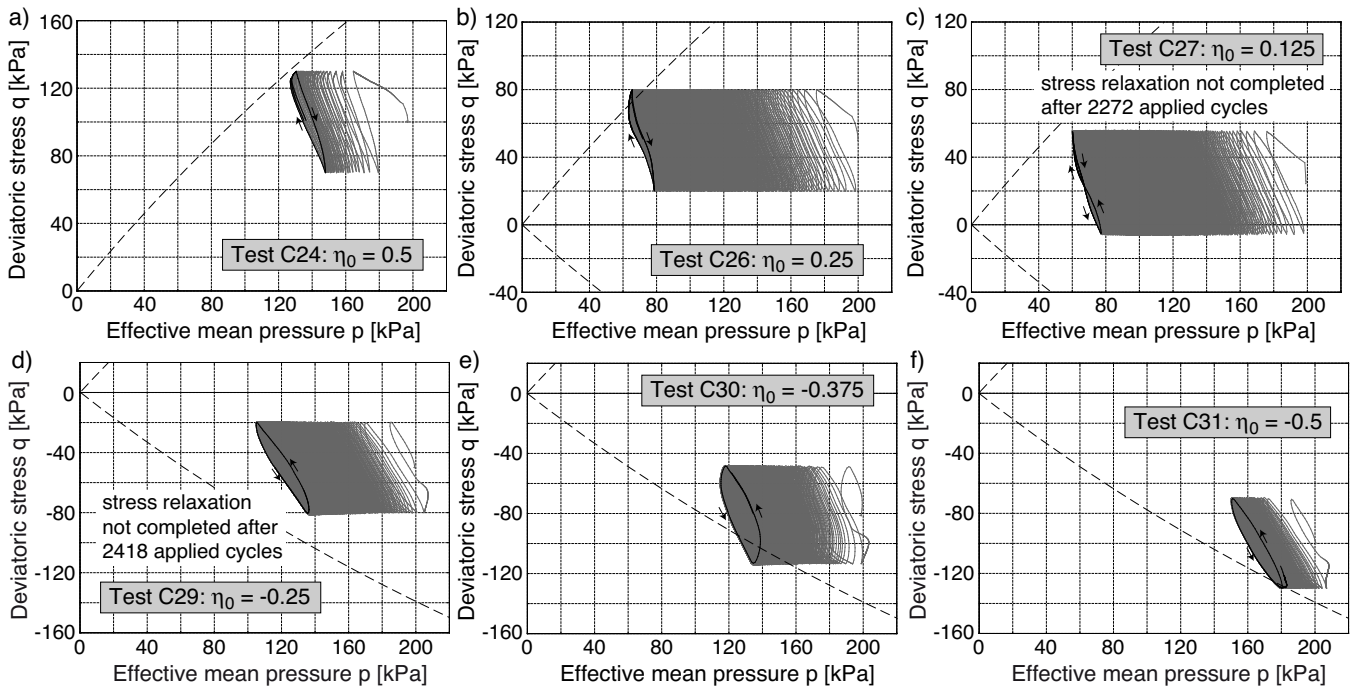 a)
Deviatoric stress q [kPa]
160
120
80
40
0
0
40
80
120
160
200
Effective mean pressure p [kPa]
Test C24: η0 = 0.5
b)
Deviatoric stress q [kPa]
120
80
40
0
-40
0
40
80
120
160
200
Effective mean pressure p [kPa]
Test C26: η0 = 0.25
c)
Deviatoric stress q [kPa]
120
80
40
0
-40
0
40
80
120
160
200
Effective mean pressure p [kPa]
Test C27: η0 = 0.125
stress relaxation not completed
after 2272 applied cycles
d)
Deviatoric stress q [kPa]
0
-40
-80
-120
-160
0
20
60
100
140
180
220
Effective mean pressure p [kPa]
stress relaxation
not completed after
2418 applied cycles
Test C29: η0 = -0.25
e)
Deviatoric stress q [kPa]
0
-40
-80
-120
-160
0
40
80
120
160
200
Effective mean pressure p [kPa]
Test C30: η0 = -0.375
f)
Deviatoric stress q [kPa]
0
-40
-80
-120
-160
0
40
80
120
160
200
Effective mean pressure p [kPa]
Test C31: η0 = -0.5